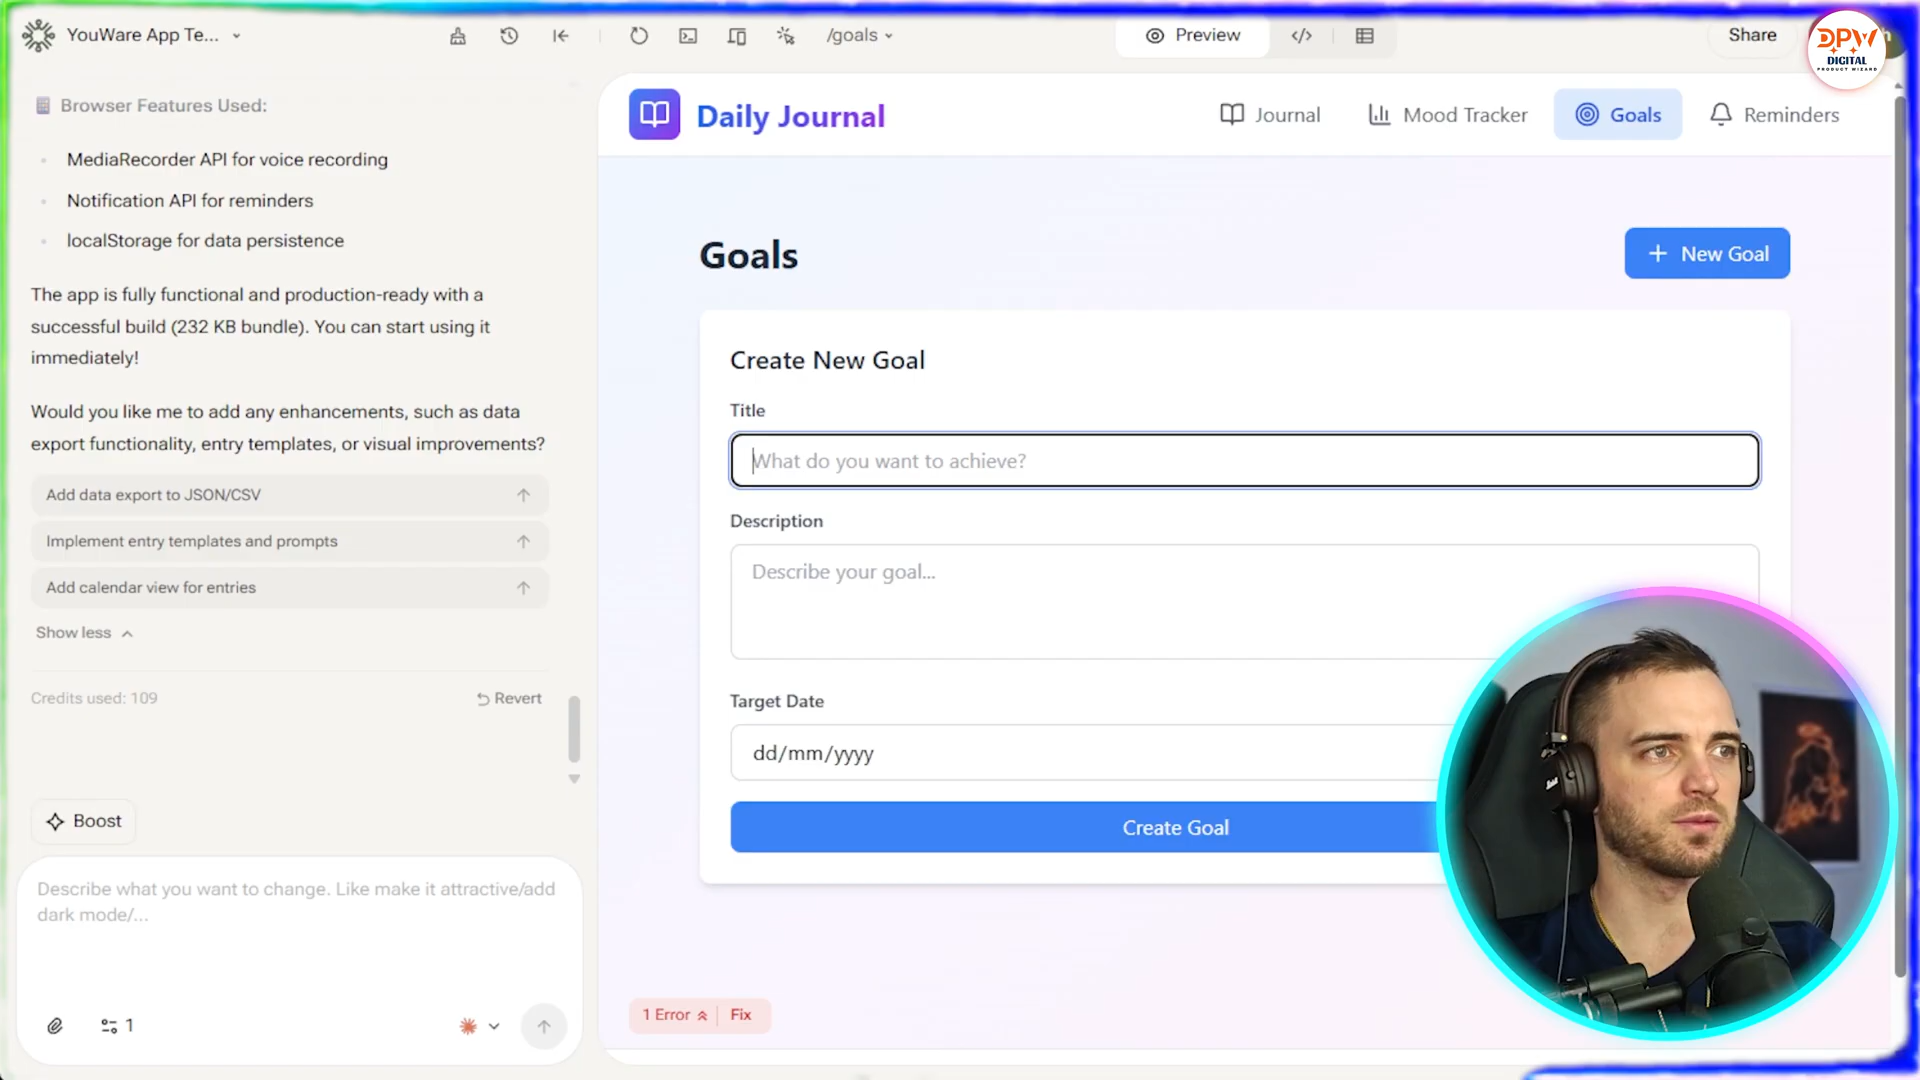 YouWare App Te...
/goals
Preview
Share
DPW
DIGITAL
PRODUCT WIZARD
Browser Features Used:
MediaRecorder API for voice recording
Notification API for reminders
localStorage for data persistence
The app is fully functional and production-ready with a
successful build (232 KB bundle). You can start using it
immediately!
Would you like me to add any enhancements, such as data
export functionality, entry templates, or visual improvements?
Add data export to JSON/CSV
Implement entry templates and prompts
Add calendar view for entries
Show less
Credits used: 109
Revert
Boost
Describe what you want to change. Like make it attractive/add
dark mode/...
1
Daily Journal
Journal
Mood Tracker
Goals
Reminders
Goals
New Goal
Create New Goal
Title
What do you want to achieve?
Description
Describe your goal...
Target Date
dd/mm/yyyy
Create Goal
1 Error
Fix